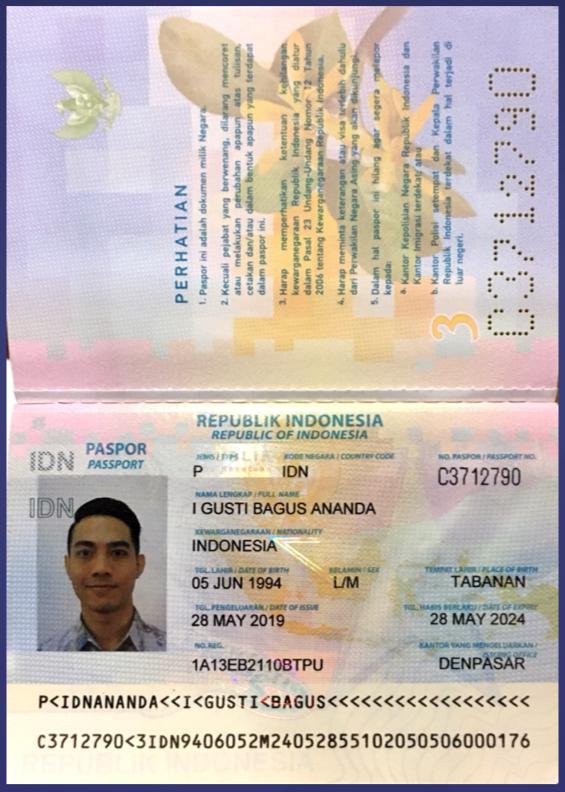 PERHATIAN
1. Paspor ini adalah dokumen milik Negara.
2. Kecuali pejabat yang berwenang, dilarang mencoret
atau melakukan perubahan apapun atas tulisan,
cetakan dan/atau dalam bentuk apapun yang terdapat
dalam paspor ini.
3. Harap memperhatikan ketentuan kehilangan
kewarganegaraan Republik Indonesia yang diatur
dalam Pasal 23 Undang-Undang Nomor 12 Tahun
2006 tentang Kewarganegaraan Republik Indonesia.
4. Harap meminta keterangan atau visa terlebih dahulu
dari Perwakilan Negara Asing yang akan dikunjungi.
5. Dalam hal paspor ini hilang agar segera melapor
kepada:
a. Kantor Kepolisian Negara Republik Indonesia dan
Kantor Imigrasi terdekat; atau
b. Kantor Polisi setempat dan Kepala Perwakilan
Republik Indonesia terdekat dalam hal terjadi di
luar negeri.
3
C3712790
REPUBLIK INDONESIA
REPUBLIC OF INDONESIA
IDN PASPOR
PASSPORT
JENIS / TYPE KODE NEGARA / COUNTRY CODE NO. PASPOR / PASSPORT NO.
P IDN C3712790
IDN
NAMA LENGKAP / FULL NAME
I GUSTI BAGUS ANANDA
KEWARGANEGARAAN / NATIONALITY
INDONESIA
TGL. LAHIR / DATE OF BIRTH KELAMIN / SEX TEMPAT LAHIR / PLACE OF BIRTH
05 JUN 1994 L/M TABANAN
TGL. PENGELUARAN / DATE OF ISSUE TGL. HABIS BERLAKU / DATE OF EXPIRY
28 MAY 2019 28 MAY 2024
NO. REG. KANTOR YANG MENGELUARKAN /
ISSUING OFFICE
1A13EB2110BTPU DENPASAR
P<IDNANANDA<<I<GUSTI<BAGUS<<<<<<<<<<<<<<<<<<
C3712790<3IDN9406052M2405285510205050600​0176
REPUBLIK INDONESIA